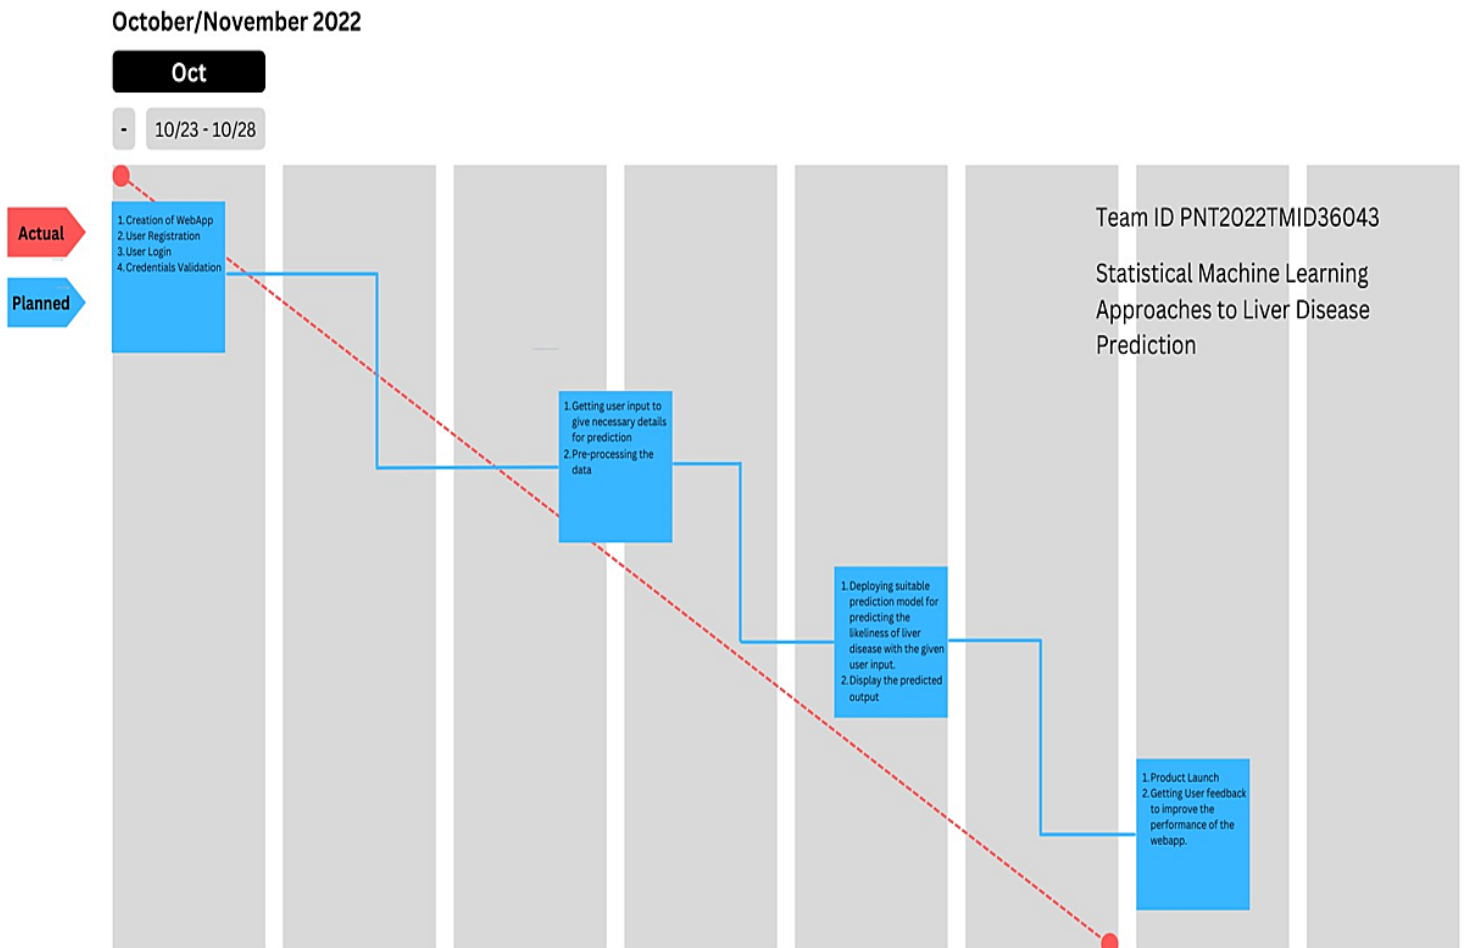 October/November 2022
Oct
-
10/23 - 10/28
Actual
Planned
1. Creation of WebApp
2. User Registration
3. User Login
4. Credentials Validation
Team ID PNT2022TMID36043
Statistical Machine Learning
Approaches to Liver Disease
Prediction
1. Getting user input to
give necessary details
for prediction
2. Pre-processing the
data
1. Deploying suitable
prediction model for
predicting the
likeliness of liver
disease with the given
user input.
2. Display the predicted
output
1. Product Launch
2. Getting User feedback
to improve the
performance of the
webapp.